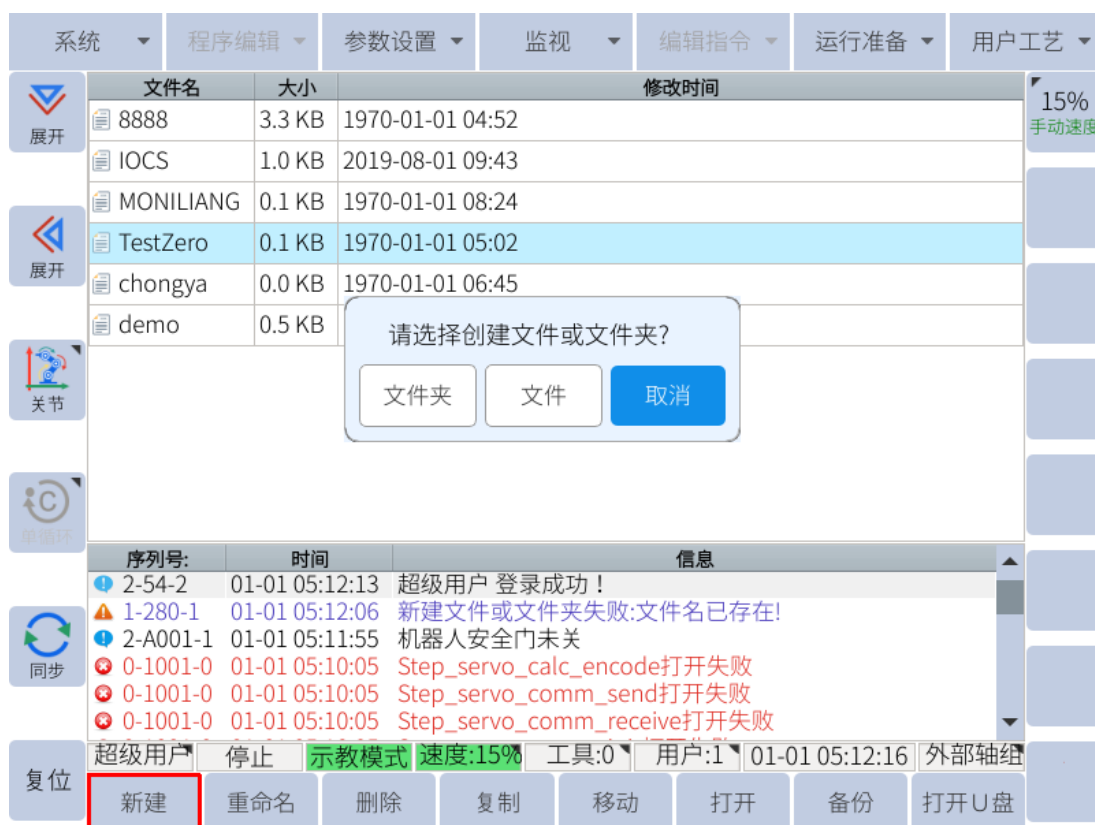 系统 程序编辑 参数设置 监视 编辑指令 运行准备 用户工艺
展开
展开
关节
单循环
同步
复位
文件名 大小 修改时间
8888 3.3 KB 1970-01-01 04:52
IOCS 1.0 KB 2019-08-01 09:43
MONILIANG 0.1 KB 1970-01-01 08:24
TestZero 0.1 KB 1970-01-01 05:02
chongya 0.0 KB 1970-01-01 06:45
demo 0.5 KB
请选择创建文件或文件夹?
文件夹 文件 取消
15%
手动速度
序列号: 时间 信息
2-54-2 01-01 05:12:13 超级用户 登录成功！
1-280-1 01-01 05:12:06 新建文件或文件夹失败:文件名已存在!
2-A001-1 01-01 05:11:55 机器人安全门未关
0-1001-0 01-01 05:10:05 Step_servo_calc_encode打开失败
0-1001-0 01-01 05:10:05 Step_servo_comm_send打开失败
0-1001-0 01-01 05:10:05 Step_servo_comm_receive打开失败
超级用户 停止 示教模式 速度:15% 工具:0 用户:1 01-01 05:12:16 外部轴组
新建 重命名 删除 复制 移动 打开 备份 打开U盘